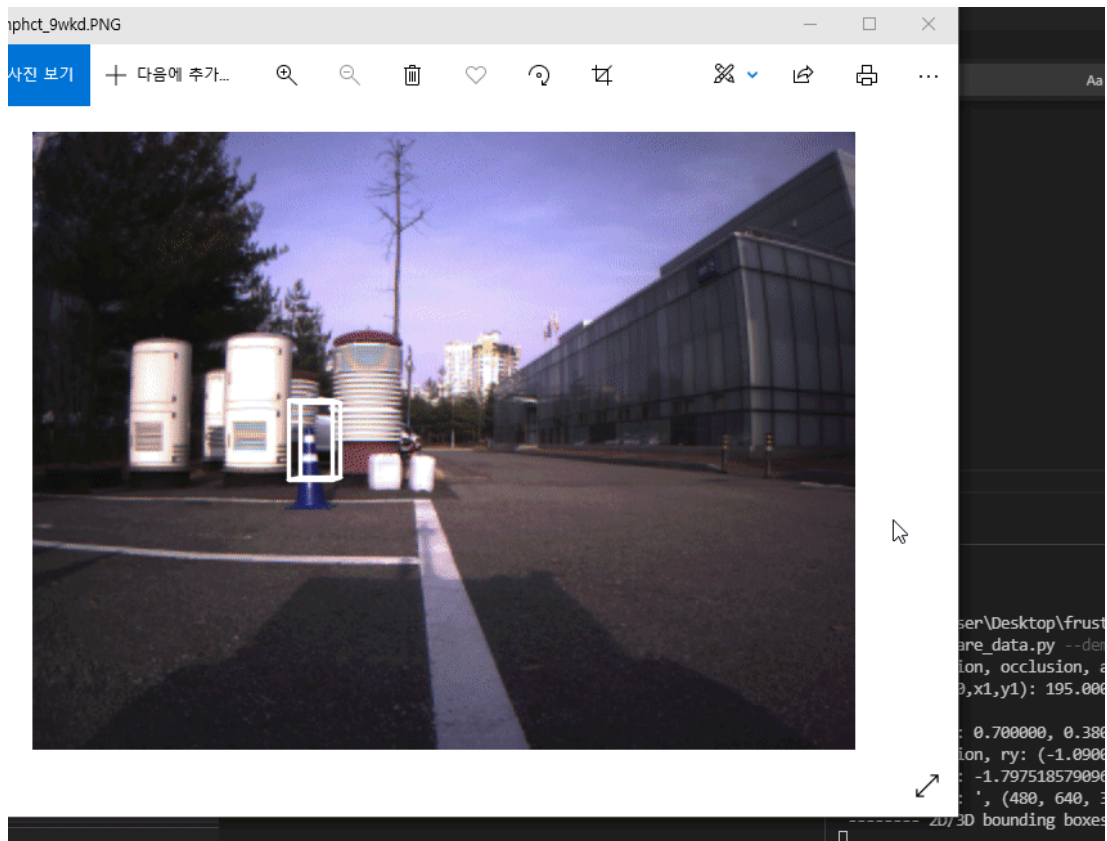 nphct_9wkd.PNG
사진 보기
다음에 추가...
Aa
ser\Desktop\frust
are_data.py --dem
ion, occlusion, a
,x1,y1): 195.000
: 0.700000, 0.380
ion, ry: (-1.0900
: -1.797518579096
: ', (480, 640, 3
-------- 2D/3D bounding boxes